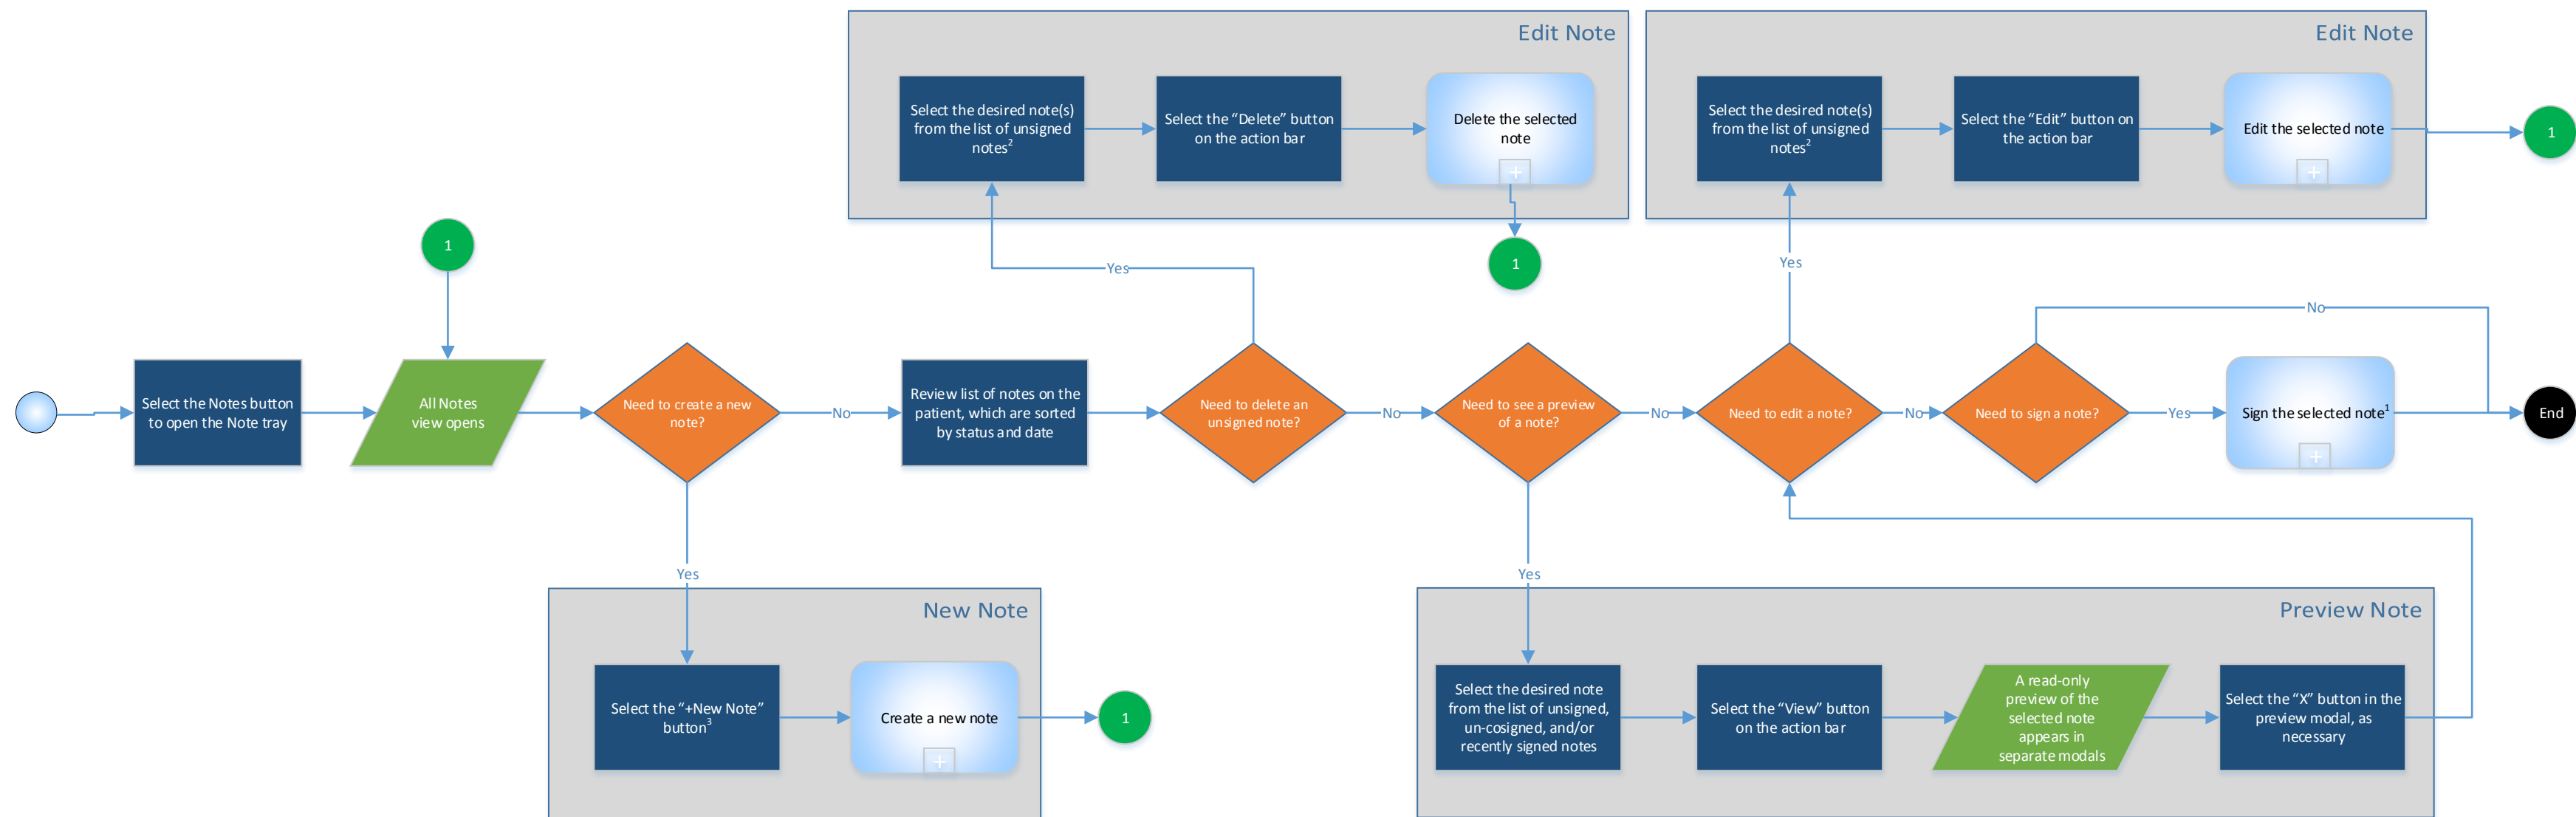 Edit Note
Edit Note
Select the desired note(s)
from the list of unsigned
notes2
Select the “Delete” button
on the action bar
Delete the selected
note
Select the desired note(s)
from the list of unsigned
notes2
Select the “Edit” button on
the action bar
Edit the selected note
1
1
1
Yes
Yes
No
Select the Notes button
to open the Note tray
All Notes
view opens
Need to create a new
note?
No
Review list of notes on the
patient, which are sorted
by status and date
Need to delete an
unsigned note?
No
Need to see a preview
of a note?
No
Need to edit a note?
No
Need to sign a note?
Yes
Sign the selected note1
End
Yes
Yes
New Note
Select the “+New Note”
button3
Create a new note
1
Preview Note
Select the desired note
from the list of unsigned,
un-cosigned, and/or
recently signed notes
Select the “View” button
on the action bar
A read-only
preview of the
selected note
appears in
separate modals
Select the “X” button in the
preview modal, as
necessary